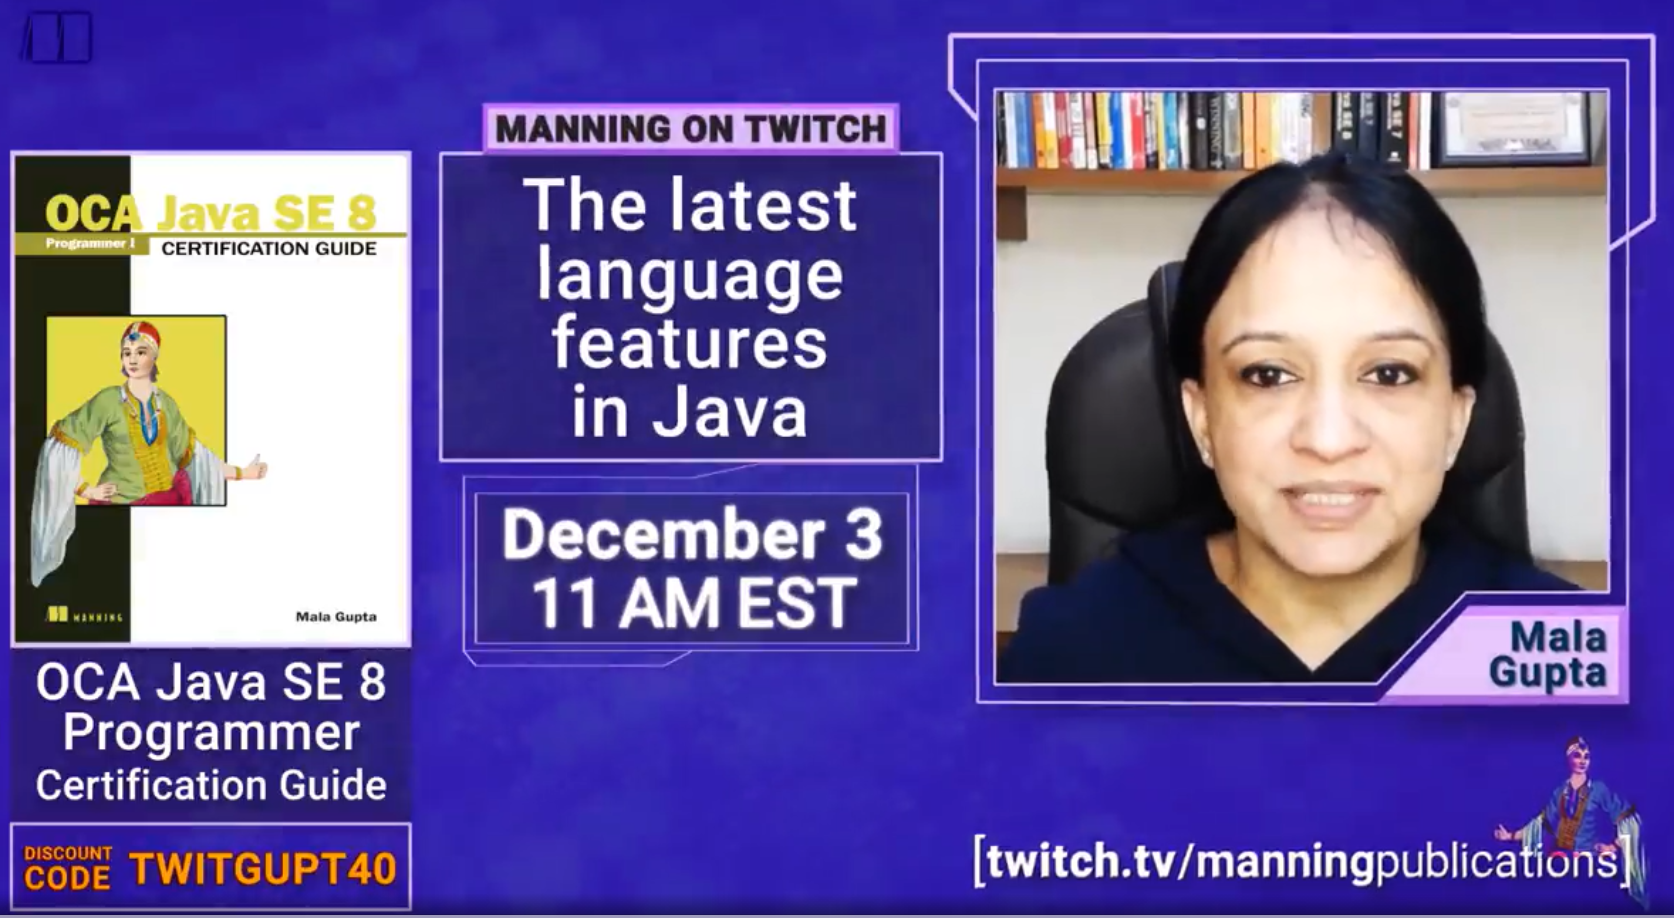 OCA Java SE 8
Programmer I
CERTIFICATION GUIDE
MANNING
Mala Gupta
OCA Java SE 8
Programmer
Certification Guide
DISCOUNT
CODE
TWITGUPT40
MANNING ON TWITCH
The latest
language
features
in Java
December 3
11 AM EST
WINNING
Mala
Gupta
[twitch.tv/manningpublications]